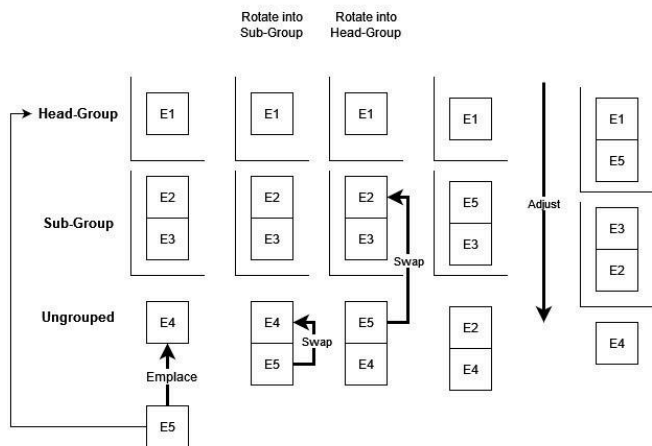 Rotate into
Sub-Group
Rotate into
Head-Group
Head-Group
E1
E1
E1
E1
E1
E5
Sub-Group
E2
E3
E2
E3
E2
E3
E5
E3
E3
E2
Swap
Adjust
Ungrouped
E4
E4
E5
E5
E4
E2
E4
E4
Swap
Emplace
E5